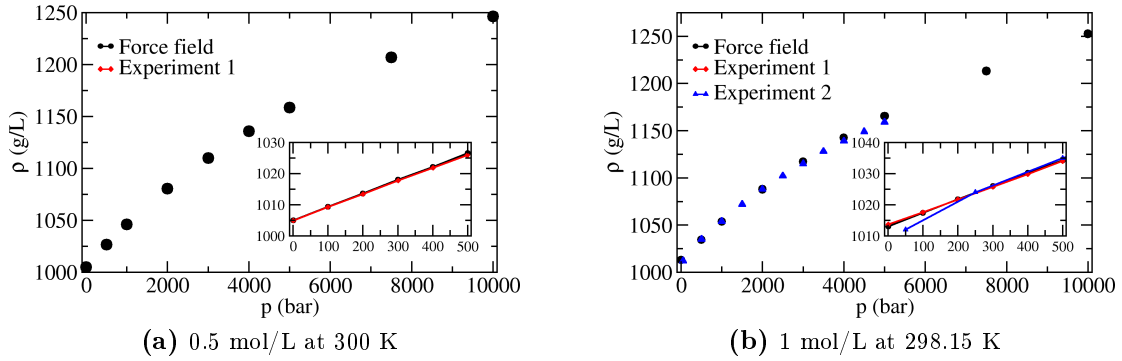 1250
1200
1150
1100
1050
1000
ρ (g/L)
Force field
Experiment 1
1030
1020
1010
1000
0 100 200 300 400 500
0 2000 4000 6000 8000 10000
p (bar)
(a) 0.5 mol/L at 300 K
1250
1200
1150
1100
1050
1000
ρ (g/L)
Force field
Experiment 1
Experiment 2
1040
1030
1020
1010
0 100 200 300 400 500
0 2000 4000 6000 8000 10000
p (bar)
(b) 1 mol/L at 298.15 K